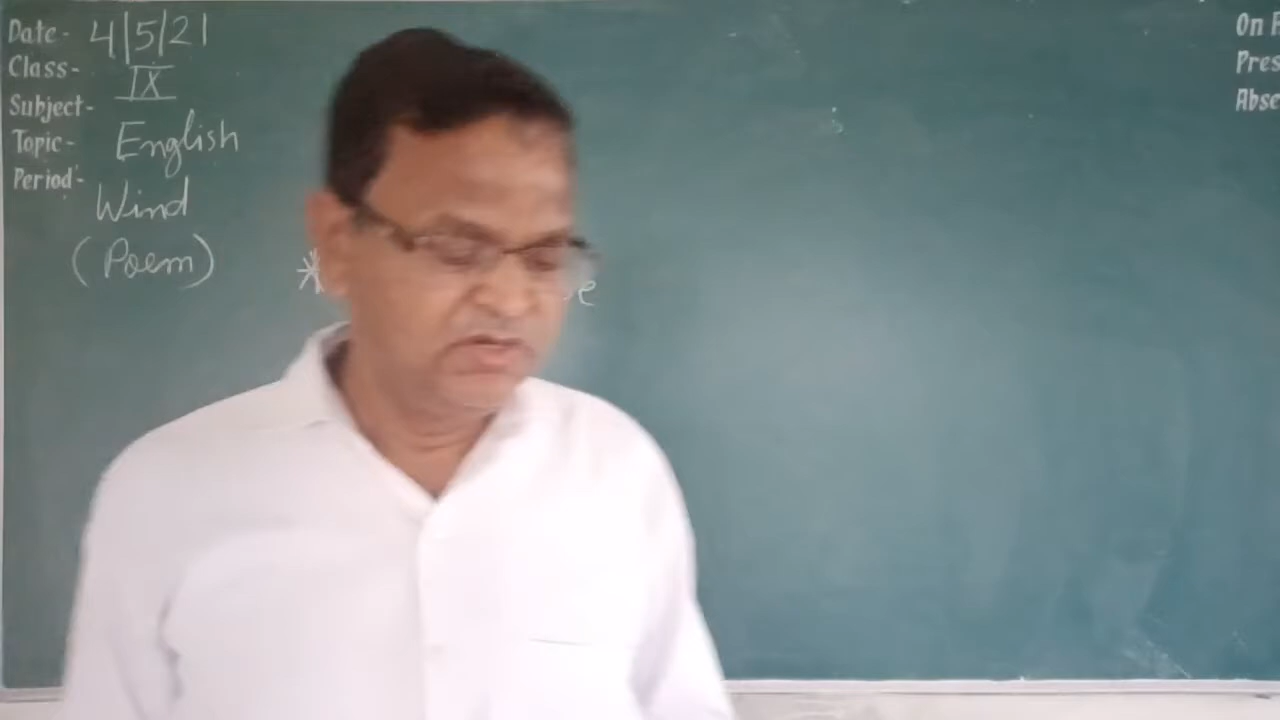 Date- 4/5/21
Class- IX
Subject- English
Topic- Wind
Period- (Poem)
*
e
On
Pres
Abse